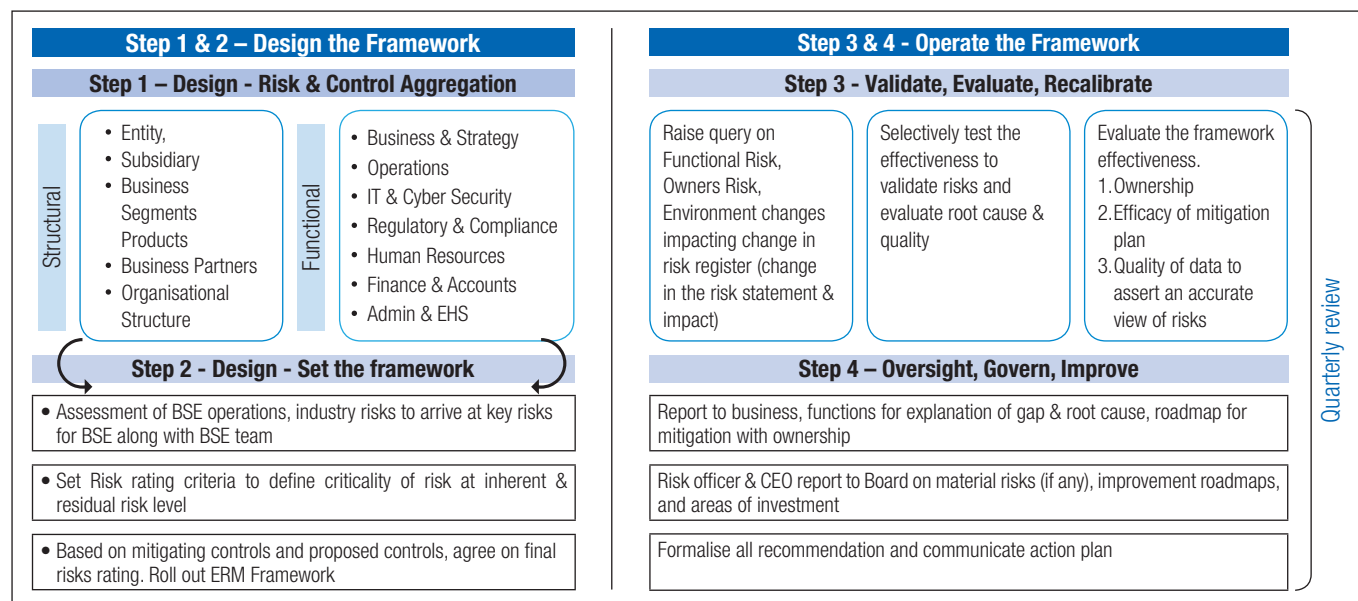 Step 1 & 2 – Design the Framework
Step 1 – Design - Risk & Control Aggregation
Structural
• Entity,
• Subsidiary
• Business
Segments
Products
• Business Partners
• Organisational
Structure
Functional
• Business & Strategy
• Operations
• IT & Cyber Security
• Regulatory & Compliance
• Human Resources
• Finance & Accounts
• Admin & EHS
Step 2 - Design - Set the framework
• Assessment of BSE operations, industry risks to arrive at key risks
for BSE along with BSE team
• Set Risk rating criteria to define criticality of risk at inherent &
residual risk level
• Based on mitigating controls and proposed controls, agree on final
risks rating. Roll out ERM Framework
Step 3 & 4 - Operate the Framework
Step 3 - Validate, Evaluate, Recalibrate
Raise query on
Functional Risk,
Owners Risk,
Environment changes
impacting change in
risk register (change
in the risk statement &
impact)
Selectively test the
effectiveness to
validate risks and
evaluate root cause &
quality
Evaluate the framework
effectiveness.
1. Ownership
2. Efficacy of mitigation
plan
3. Quality of data to
assert an accurate
view of risks
Step 4 – Oversight, Govern, Improve
Report to business, functions for explanation of gap & root cause, roadmap for
mitigation with ownership
Risk officer & CEO report to Board on material risks (if any), improvement roadmaps,
and areas of investment
Formalise all recommendation and communicate action plan
Quarterly review